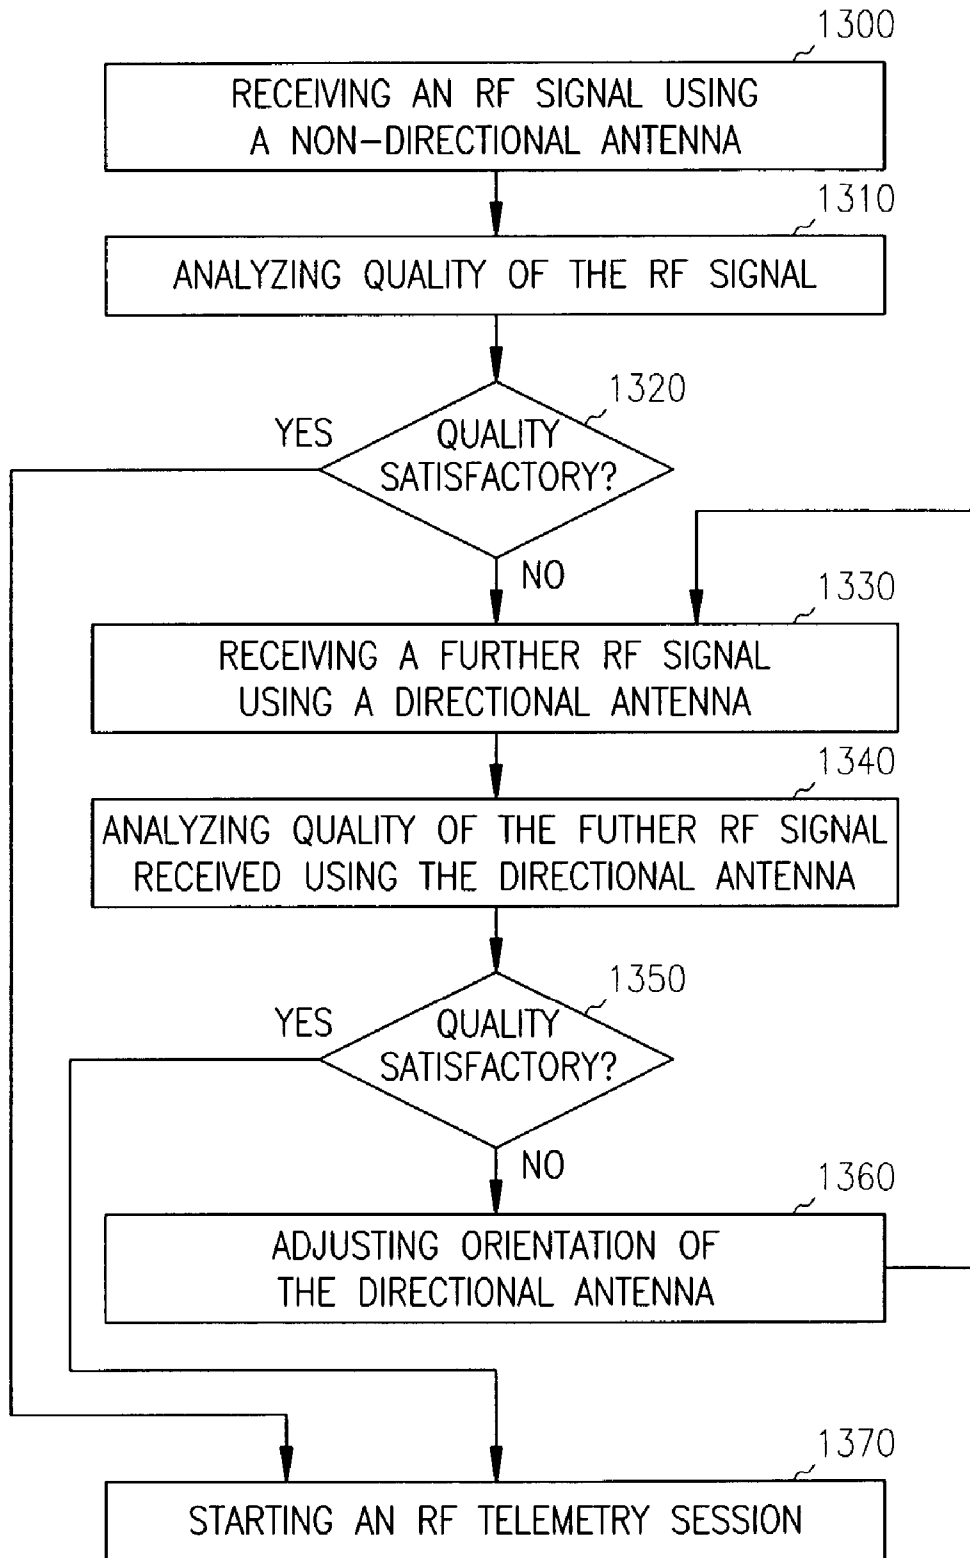 1300
RECEIVING AN RF SIGNAL USING
A NON-DIRECTIONAL ANTENNA
1310
ANALYZING QUALITY OF THE RF SIGNAL
1320
YES
QUALITY
SATISFACTORY?
NO
1330
RECEIVING A FURTHER RF SIGNAL
USING A DIRECTIONAL ANTENNA
1340
ANALYZING QUALITY OF THE FUTHER RF SIGNAL
RECEIVED USING THE DIRECTIONAL ANTENNA
1350
YES
QUALITY
SATISFACTORY?
NO
1360
ADJUSTING ORIENTATION OF
THE DIRECTIONAL ANTENNA
1370
STARTING AN RF TELEMETRY SESSION